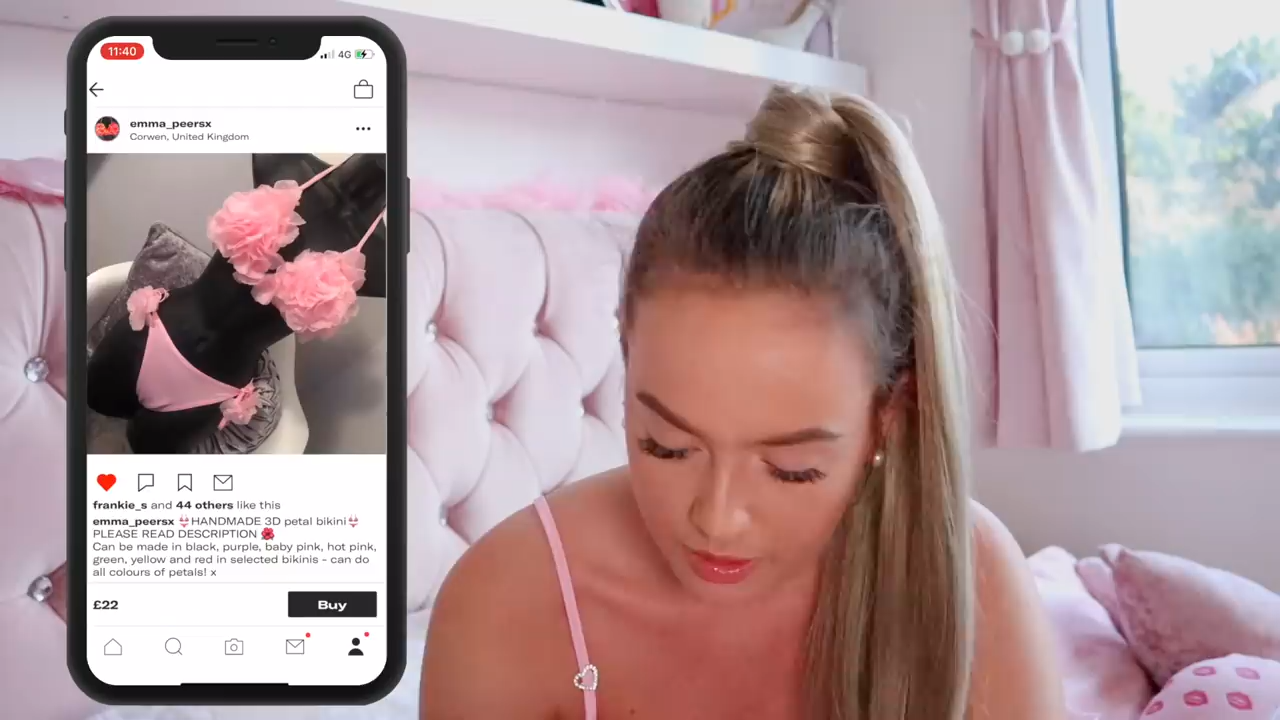 11:40
4G
emma_peersx
Corwen, United Kingdom
frankie_s and 44 others like this
emma_peersx 👙HANDMADE 3D petal bikini👙
PLEASE READ DESCRIPTION 🌺
Can be made in black, purple, baby pink, hot pink,
green, yellow and red in selected bikinis - can do
all colours of petals! x
£22
Buy